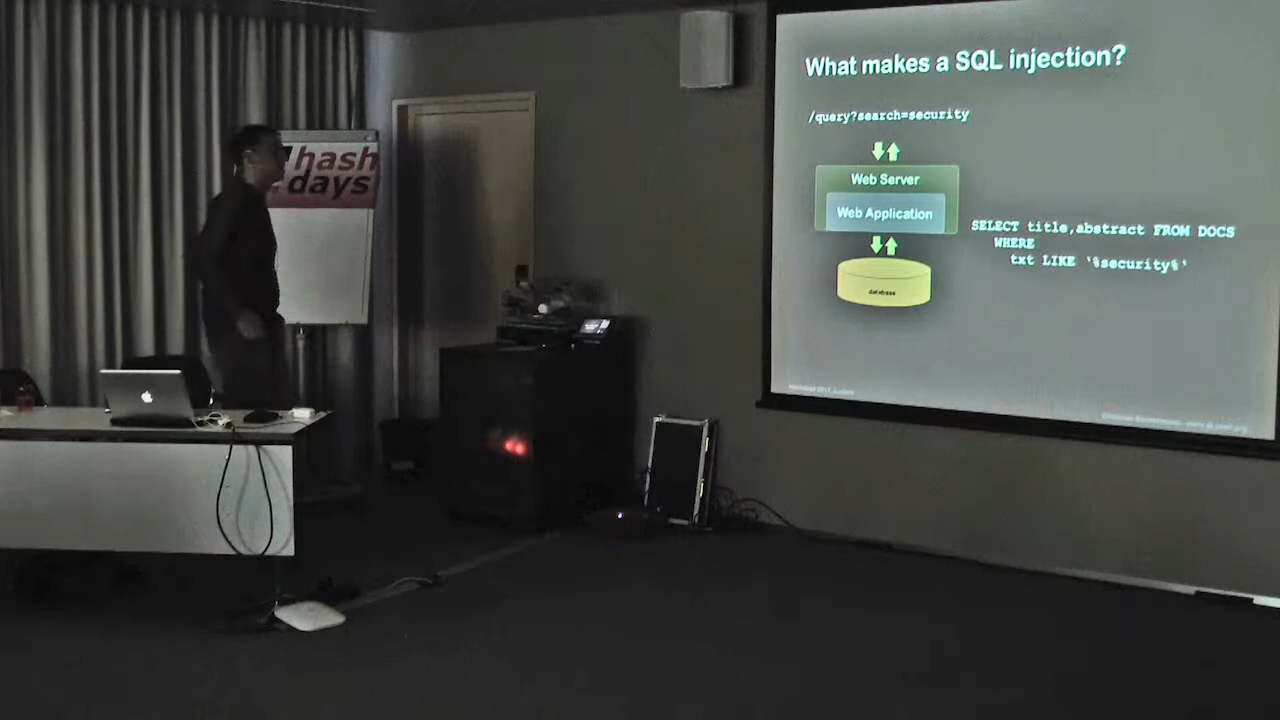 hash
days
What makes a SQL injection?
/query?search=security
Web Server
Web Application
SELECT title,abstract FROM DOCS
WHERE
txt LIKE '%security%'
database